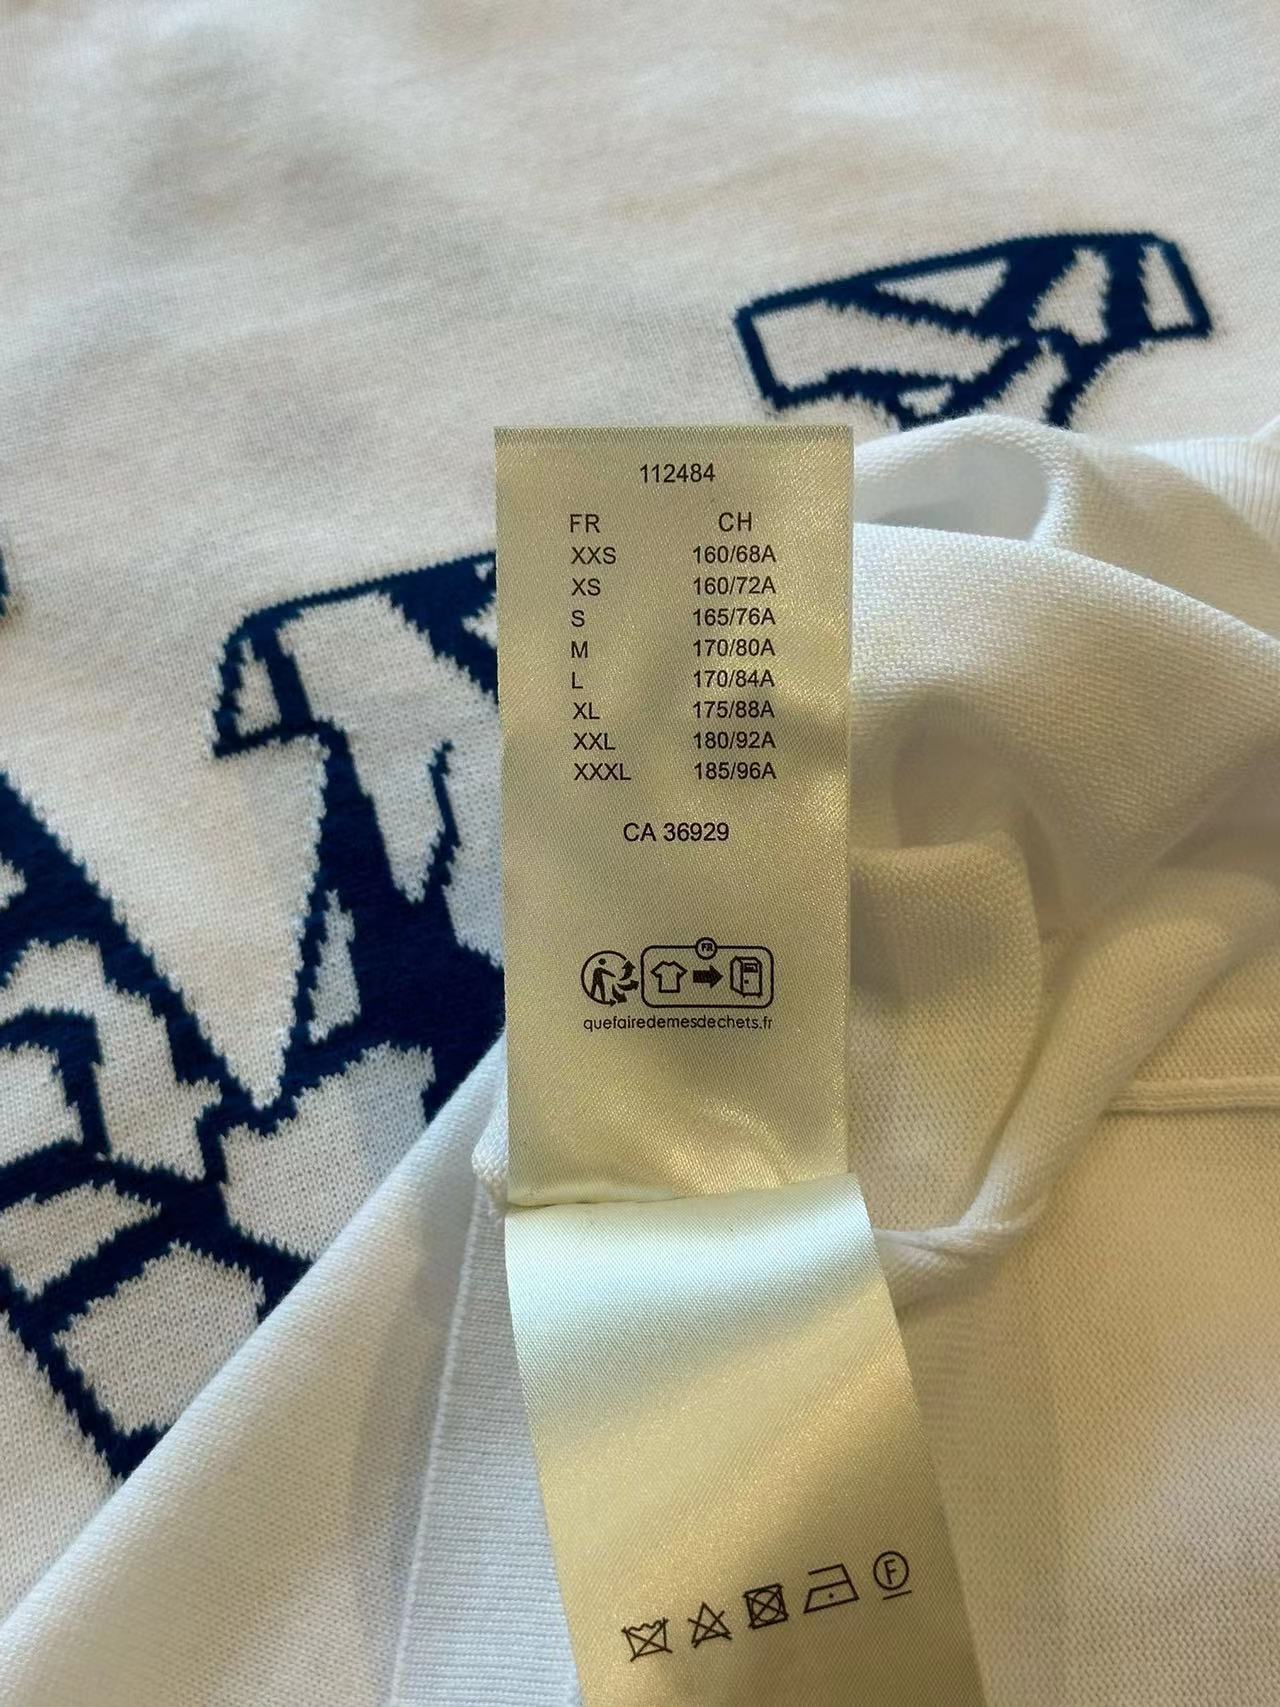 112484
FR CH
XXS 160/68A
XS 160/72A
S 165/76A
M 170/80A
L 170/84A
XL 175/88A
XXL 180/92A
XXXL 185/96A
CA 36929
FR
quefairedemesdechets.fr
F